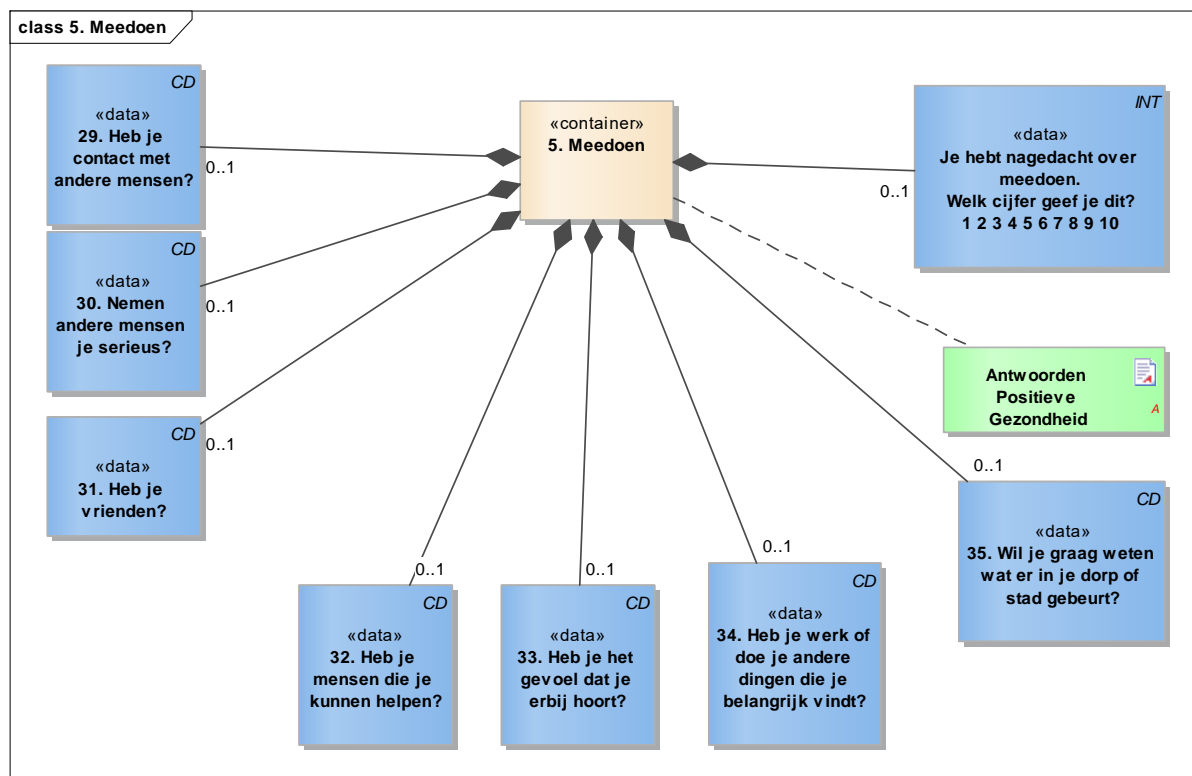 class 5. Meedoen
CD
«data»
29. Heb je
contact met
andere mensen?
0..1
CD
«data»
30. Nemen
andere mensen
je serieus?
0..1
CD
«data»
31. Heb je
vrienden?
0..1
«container»
5. Meedoen
INT
«data»
Je hebt nagedacht over
meedoen.
Welk cijfer geef je dit?
1 2 3 4 5 6 7 8 9 10
0..1
Antwoorden
Positieve
Gezondheid
A
0..1
CD
«data»
35. Wil je graag weten
wat er in je dorp of
stad gebeurt?
0..1
CD
«data»
32. Heb je
mensen die je
kunnen helpen?
0..1
CD
«data»
33. Heb je het
gevoel dat je
erbij hoort?
0..1
CD
«data»
34. Heb je werk of
doe je andere
dingen die je
belangrijk vindt?